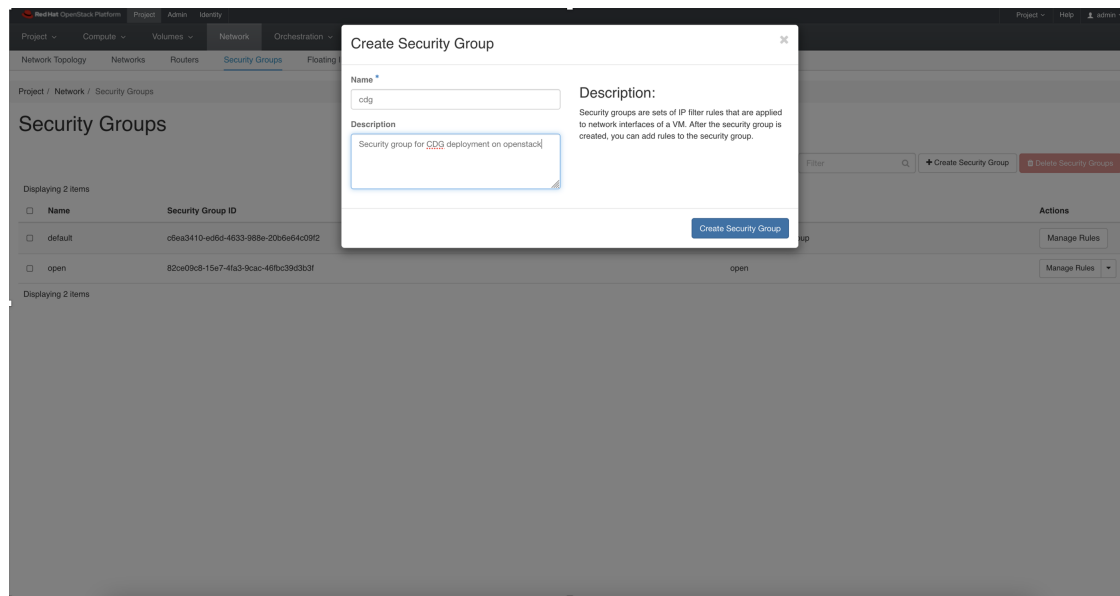 Red Hat OpenStack Platform Project Admin Identity Project Help admin
Project Compute Volumes Network Orchestration
Network Topology Networks Routers Security Groups Floating
Project / Network / Security Groups
Security Groups
Create Security Group
Name *
cdg
Description
Security group for CDG deployment on openstack
Description:
Security groups are sets of IP filter rules that are applied
to network interfaces of a VM. After the security group is
created, you can add rules to the security group.
Create Security Group
Filter + Create Security Group Delete Security Groups
Displaying 2 items
Name Security Group ID Actions
default c6ea3410-ed6d-4633-988e-20b6e64c09f2 Manage Rules
open 82ce09c8-15e7-4fa3-9cac-46fbc39d3b3f open Manage Rules
Displaying 2 items